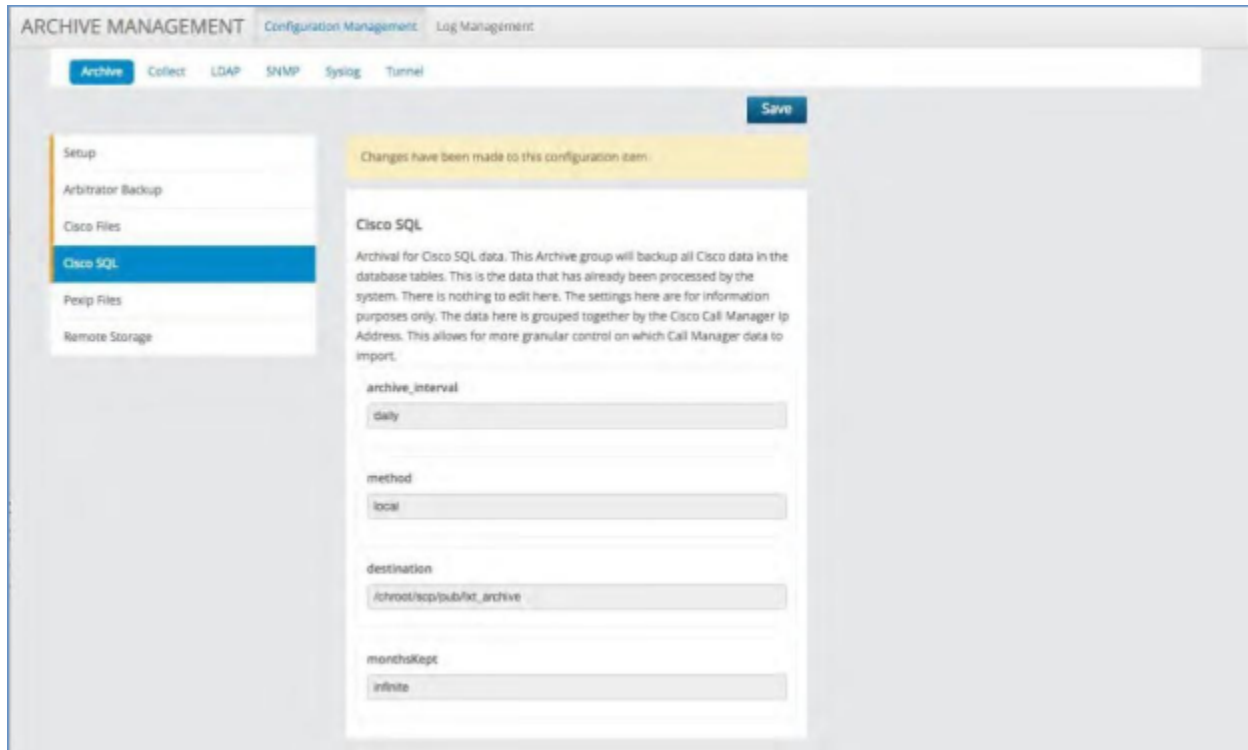 ARCHIVE MANAGEMENT Configuration Management Log Management
Archive Collect LDAP SNMP Syslog Tunnel
Save
Setup
Arbitrator Backup
Cisco Files
Cisco SQL
Pexip Files
Remote Storage
Changes have been made to this configuration item
Cisco SQL
Archival for Cisco SQL data. This Archive group will backup all Cisco data in the
database tables. This is the data that has already been processed by the
system. There is nothing to edit here. The settings here are for information
purposes only. The data here is grouped together by the Cisco Call Manager Ip
Address. This allows for more granular control on which Call Manager data to
import.
archive_interval
daily
method
local
destination
/chroot/scp/pub/lxt_archive
monthsKept
infinite